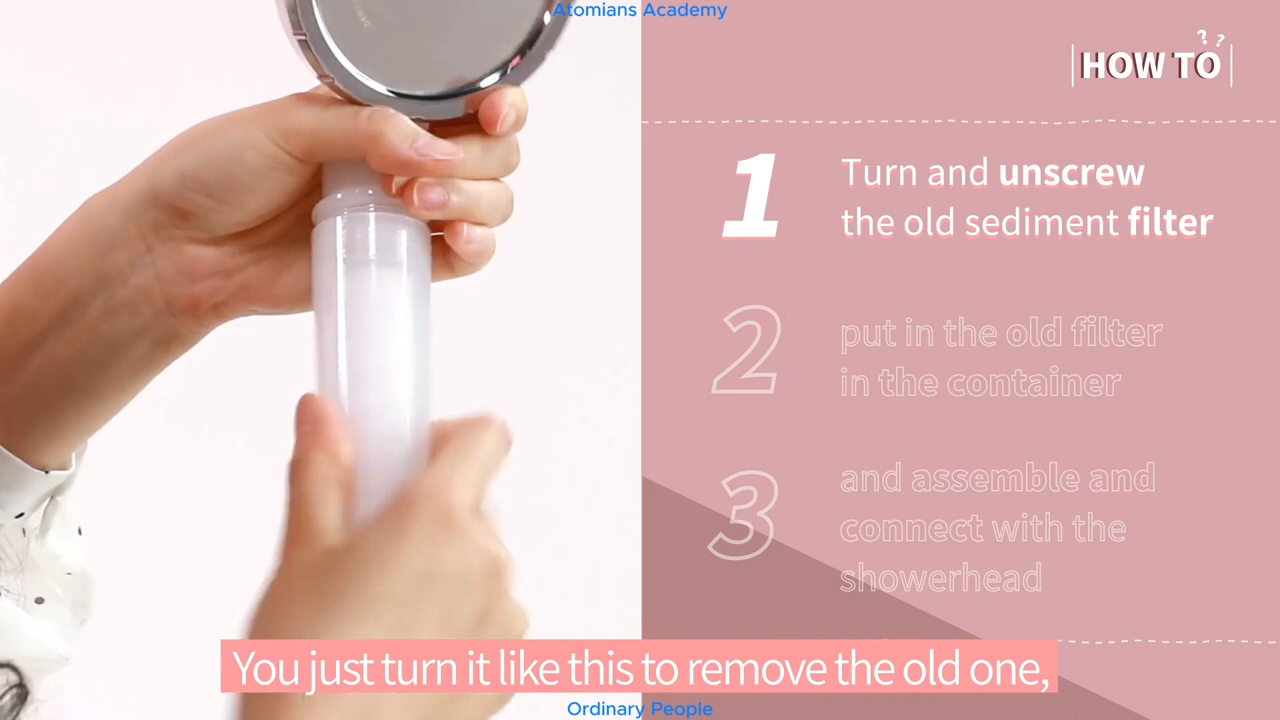 Atomians Academy
? ?
HOW TO
1
Turn and unscrew
the old sediment filter
2
put in the old filter
in the container
3
and assemble and
connect with the
showerhead
You just turn it like this to remove the old one,
Ordinary People